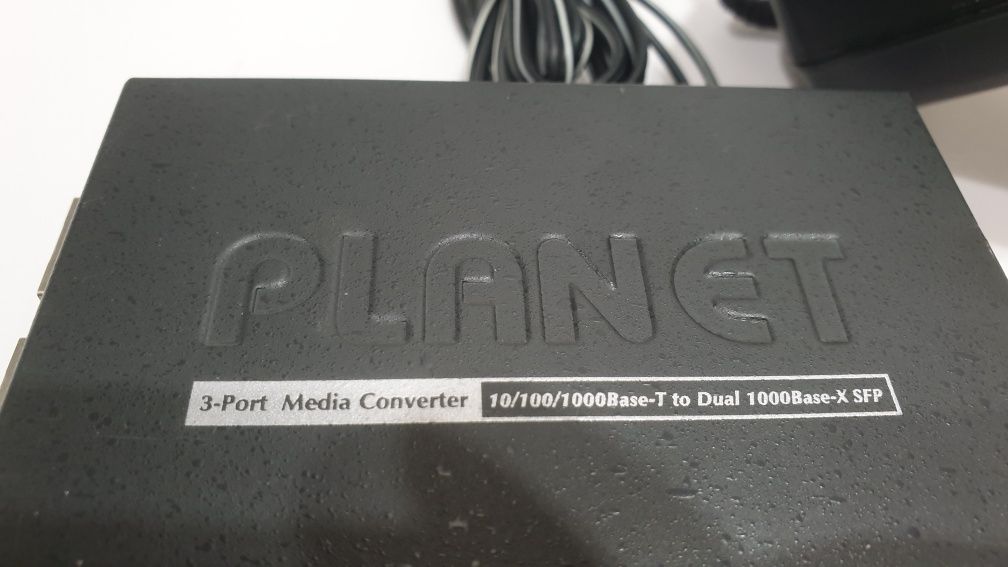 PLANET
3-Port Media Converter 10/100/1000Base-T to Dual 1000Base-X SFP